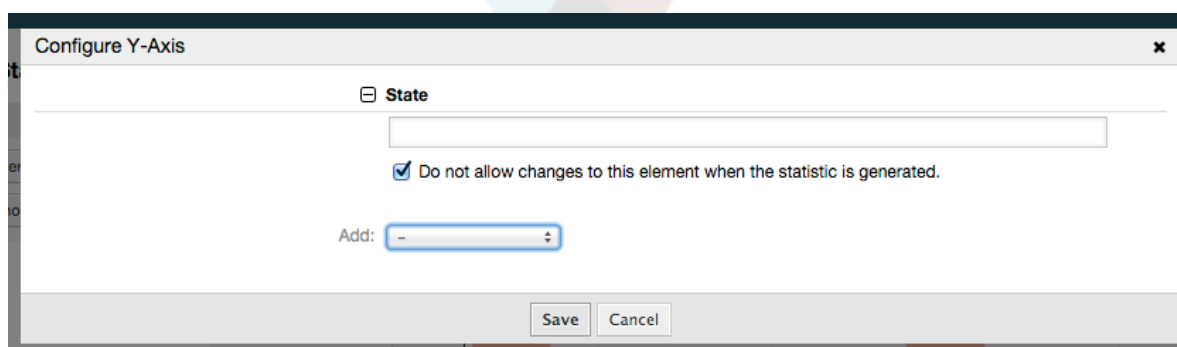 Configure Y-Axis
State
Do not allow changes to this element when the statistic is generated.
Add: –
Save Cancel